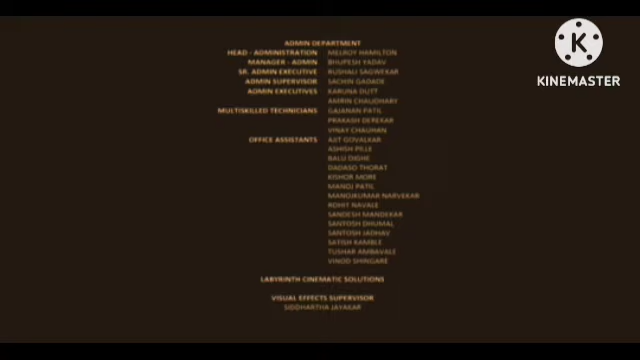 ADMIN DEPARTMENT
HEAD - ADMINISTRATION MELROY HAMILTON
MANAGER - ADMIN BHUPESH YADAV
SR. ADMIN EXECUTIVE RUSHALI SAGWEKAR
ADMIN SUPERVISOR SACHIN GADADE
ADMIN EXECUTIVES KARUNA DUTT
AMRIN CHAUDHARY
MULTISKILLED TECHNICIANS GAJANAN PATIL
PRAKASH DEREKAR
VINAY CHAUHAN
OFFICE ASSISTANTS AJIT GOVALKAR
ASHISH PILLE
BALU DIGHE
DADASO THORAT
KISHOR MORE
MANOJ PATIL
MANOJKUMAR NARVEKAR
ROHIT NAVALE
SANDESH MANDEKAR
SANTOSH DHUMAL
SANTOSH JADHAV
SATISH KAMBLE
TUSHAR AMBAVALE
VINOD SHINGARE
LABYRINTH CINEMATIC SOLUTIONS
VISUAL EFFECTS SUPERVISOR
SIDDHARTHA JAYAKAR
K
KINEMASTER